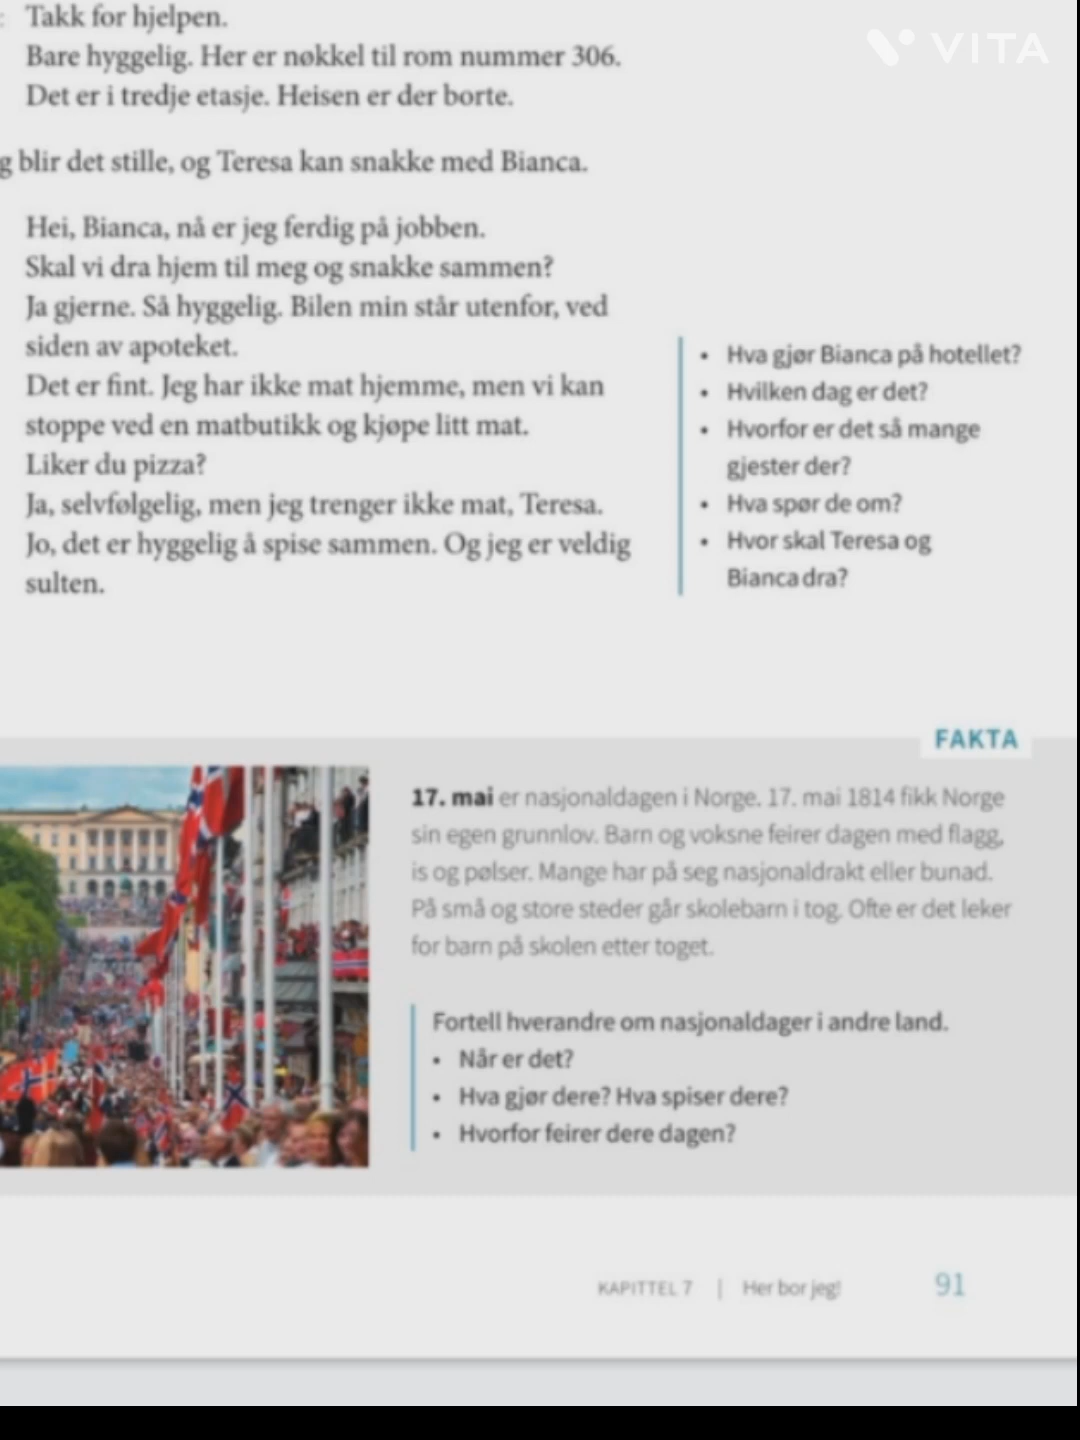 VITA
: Takk for hjelpen.
Bare hyggelig. Her er nøkkel til rom nummer 306.
Det er i tredje etasje. Heisen er der borte.
g blir det stille, og Teresa kan snakke med Bianca.
Hei, Bianca, nå er jeg ferdig på jobben.
Skal vi dra hjem til meg og snakke sammen?
Ja gjerne. Så hyggelig. Bilen min står utenfor, ved
siden av apoteket.
Det er fint. Jeg har ikke mat hjemme, men vi kan
stoppe ved en matbutikk og kjøpe litt mat.
Liker du pizza?
Ja, selvfølgelig, men jeg trenger ikke mat, Teresa.
Jo, det er hyggelig å spise sammen. Og jeg er veldig
sulten.
• Hva gjør Bianca på hotellet?
• Hvilken dag er det?
• Hvorfor er det så mange
gjester der?
• Hva spør de om?
• Hvor skal Teresa og
Bianca dra?
FAKTA
17. mai er nasjonaldagen i Norge. 17. mai 1814 fikk Norge
sin egen grunnlov. Barn og voksne feirer dagen med flagg,
is og pølser. Mange har på seg nasjonaldrakt eller bunad.
På små og store steder går skolebarn i tog. Ofte er det leker
for barn på skolen etter toget.
Fortell hverandre om nasjonaldager i andre land.
• Når er det?
• Hva gjør dere? Hva spiser dere?
• Hvorfor feirer dere dagen?
KAPITTEL 7 | Her bor jeg! 91